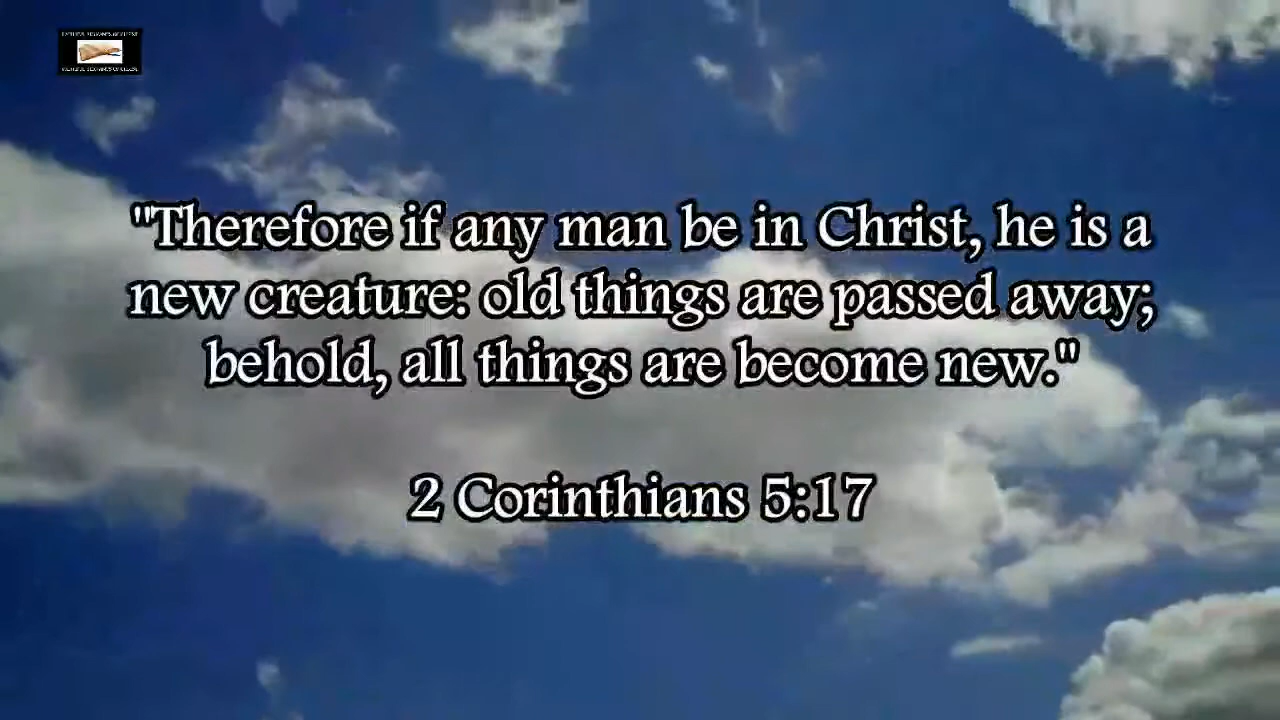 "Therefore if any man be in Christ, he is a
new creature: old things are passed away;
behold, all things are become new."
2 Corinthians 5:17